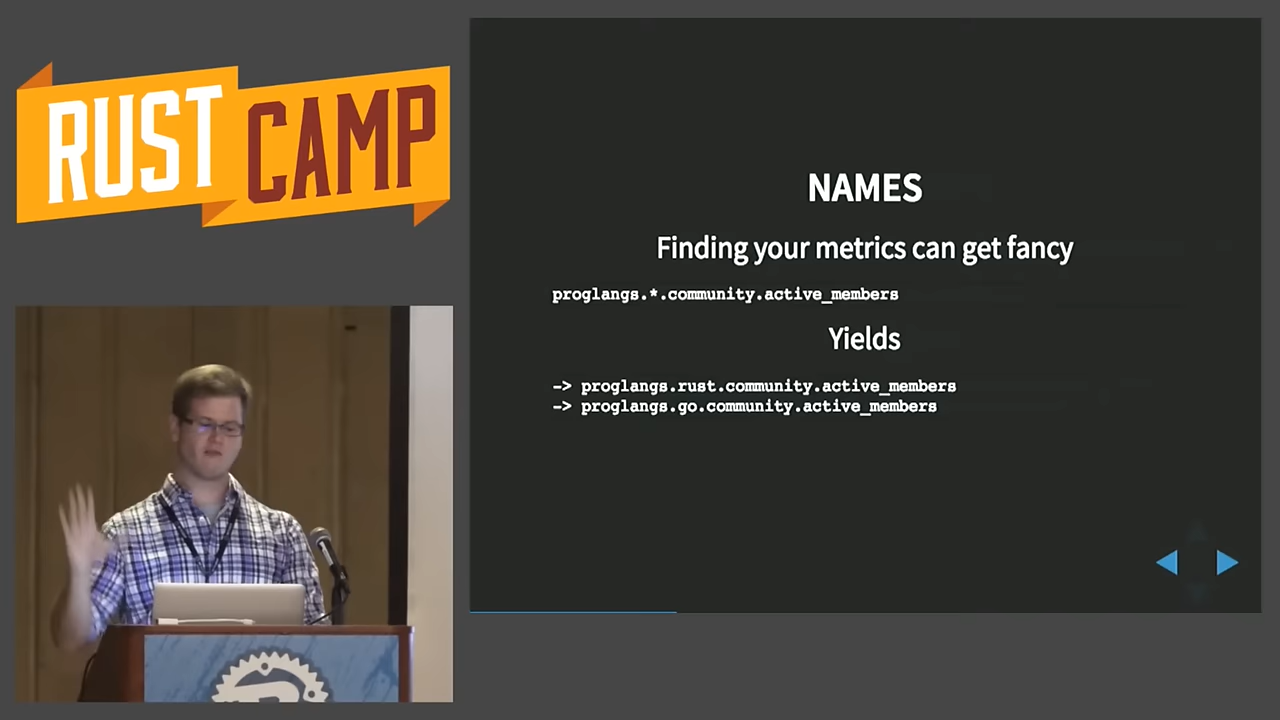 RUST CAMP
NAMES
Finding your metrics can get fancy
proglangs.*.community.active_members
Yields
-> proglangs.rust.community.active_members
-> proglangs.go.community.active_members